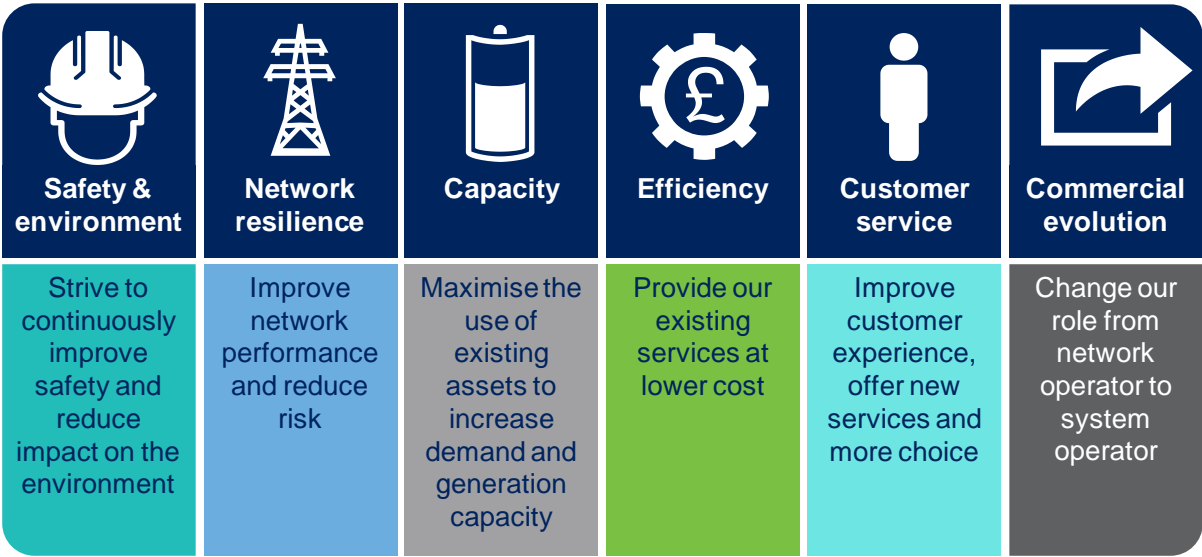 Safety &
environment
Strive to
continuously
improve
safety and
reduce
impact on the
environment
Network
resilience
Improve
network
performance
and reduce
risk
Capacity
Maximise the
use of
existing
assets to
increase
demand and
generation
capacity
£
Efficiency
Provide our
existing
services at
lower cost
Customer
service
Improve
customer
experience,
offer new
services and
more choice
Commercial
evolution
Change our
role from
network
operator to
system
operator